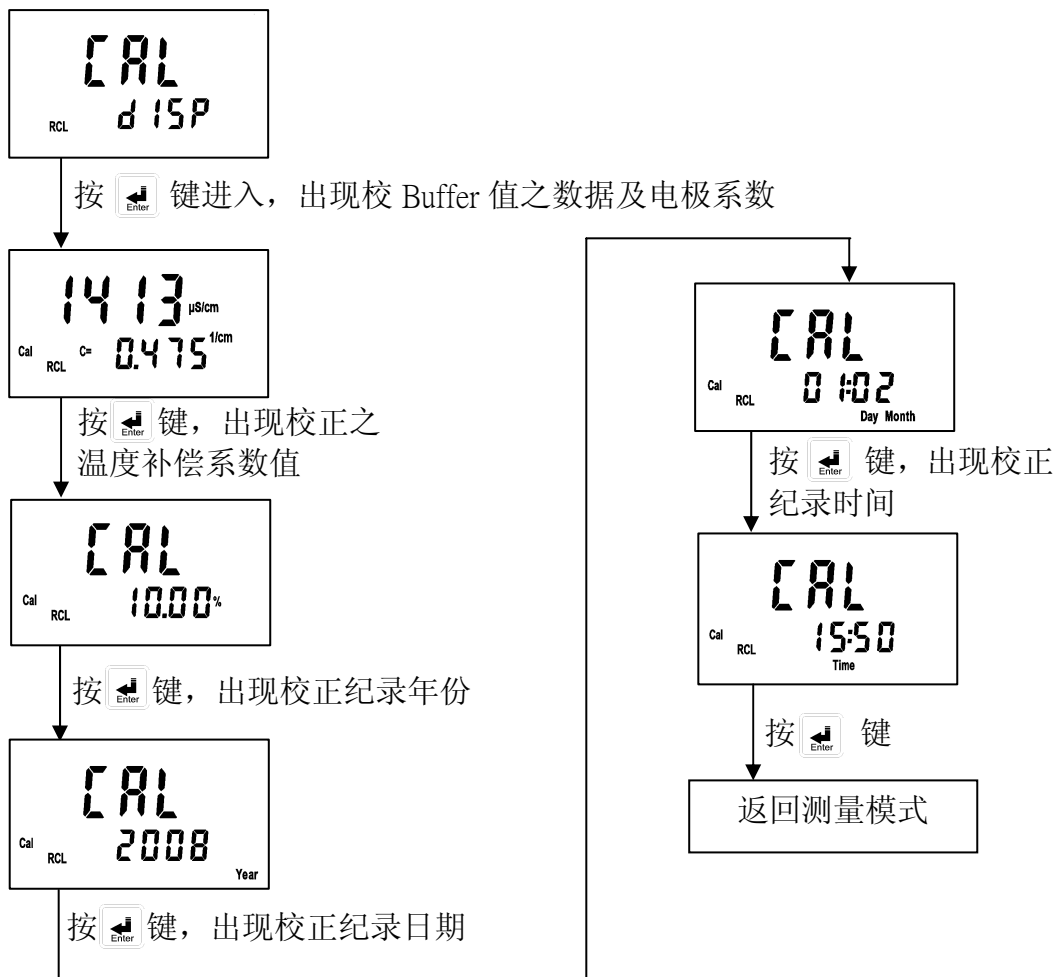 CAL
RCL dISP
按 Enter 键进入，出现校 Buffer 值之数据及电极系数
1413 µS/cm
Cal RCL C= 0.475 1/cm
按 Enter 键，出现校正之
温度补偿系数值
CAL
Cal RCL 10.00%
按 Enter 键，出现校正纪录年份
CAL
Cal RCL 2008
Year
按 Enter 键，出现校正纪录日期
CAL
Cal RCL 01:02
Day Month
按 Enter 键，出现校正
纪录时间
CAL
Cal RCL 15:50
Time
按 Enter 键
返回测量模式